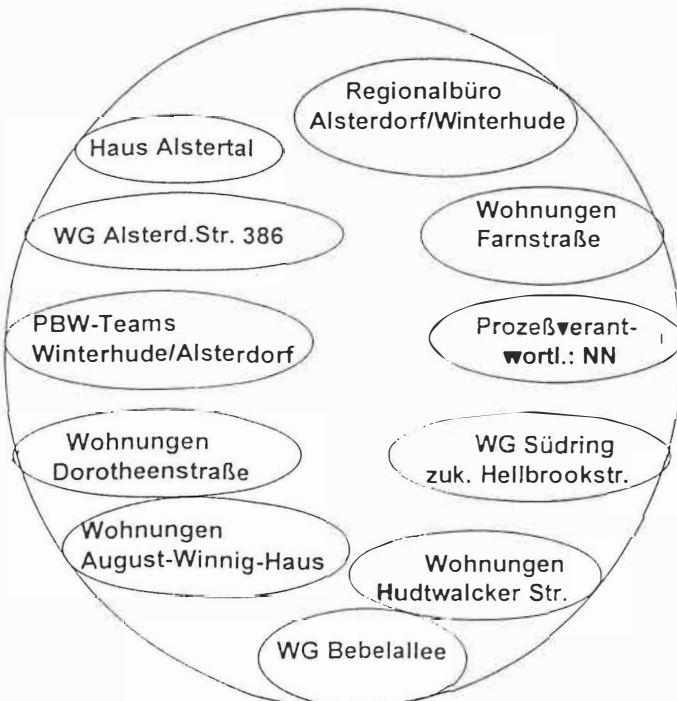 Regionalbüro
Alsterdorf/Winterhude
Haus Alstertal
WG Alsterd.Str. 386
Wohnungen
Farnstraße
PBW-Teams
Winterhude/Alsterdorf
Prozeßverant-
wortl.: NN
Wohnungen
Dorotheenstraße
WG Südring
zuk. Hellbrookstr.
Wohnungen
August-Winnig-Haus
Wohnungen
Hudtwalcker Str.
WG Bebelallee